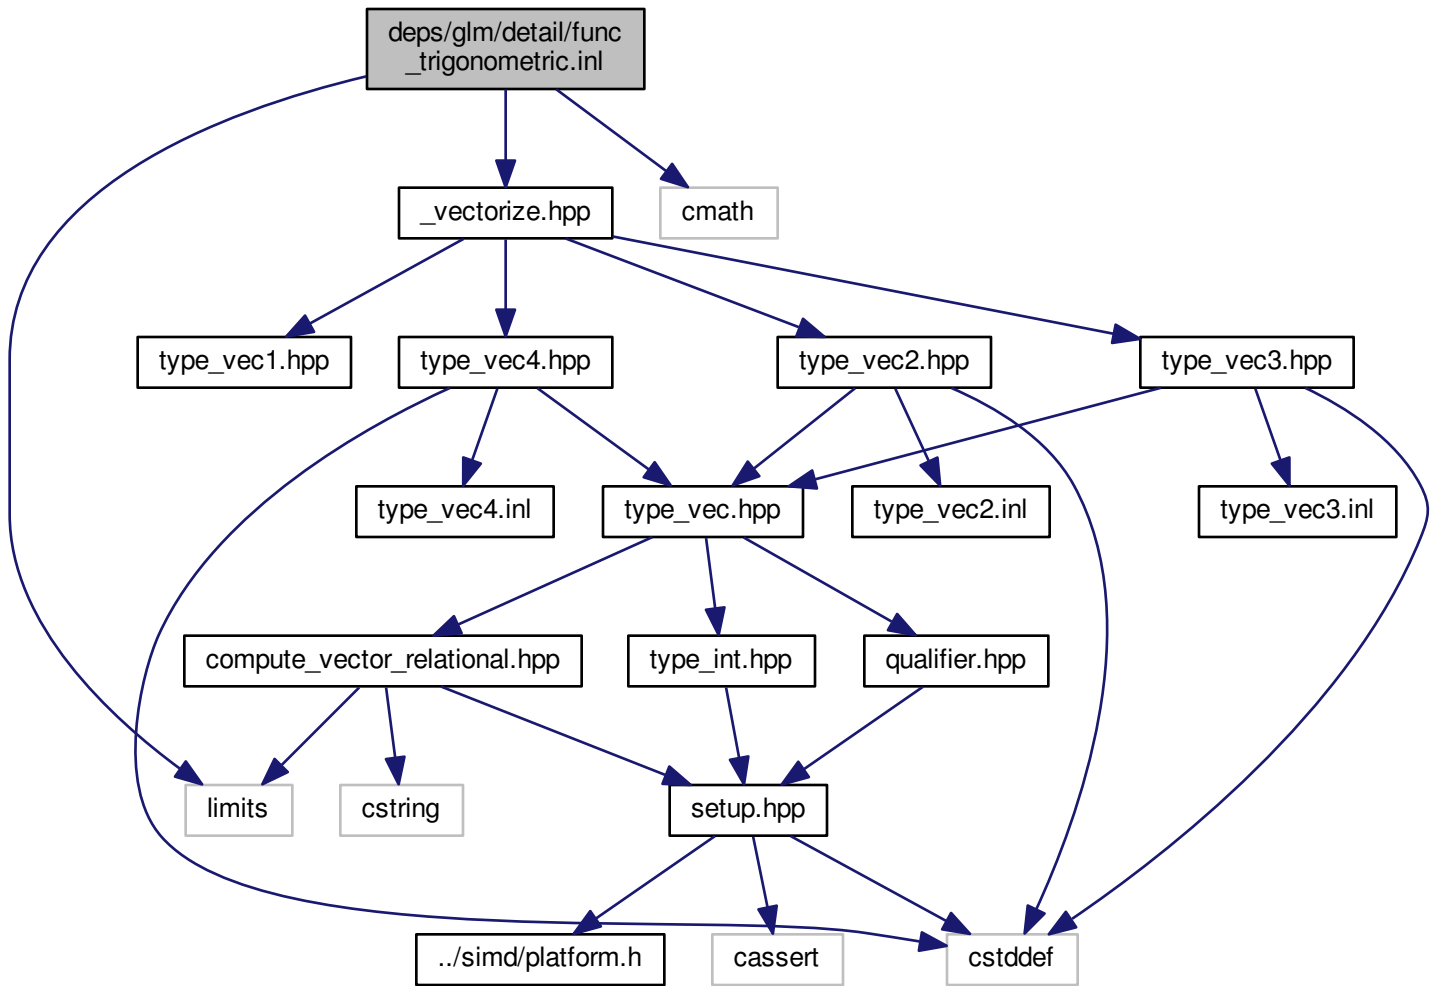 deps/glm/detail/func
_trigonometric.inl
_vectorize.hpp
cmath
type_vec1.hpp
type_vec4.hpp
type_vec2.hpp
type_vec3.hpp
type_vec4.inl
type_vec.hpp
type_vec2.inl
type_vec3.inl
compute_vector_relational.hpp
type_int.hpp
qualifier.hpp
limits
cstring
setup.hpp
../simd/platform.h
cassert
cstddef